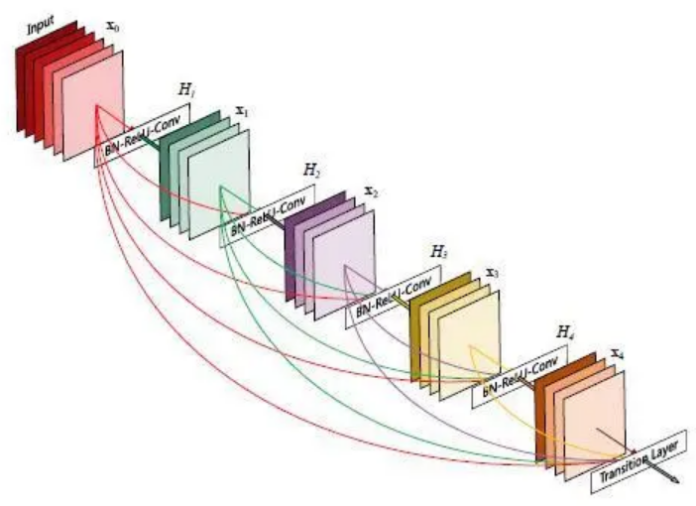 Input
x₀
H₁
BN-ReLU-Conv
x₁
H₂
BN-ReLU-Conv
x₂
H₃
BN-ReLU-Conv
x₃
H₄
BN-ReLU-Conv
x₄
Transition Layer